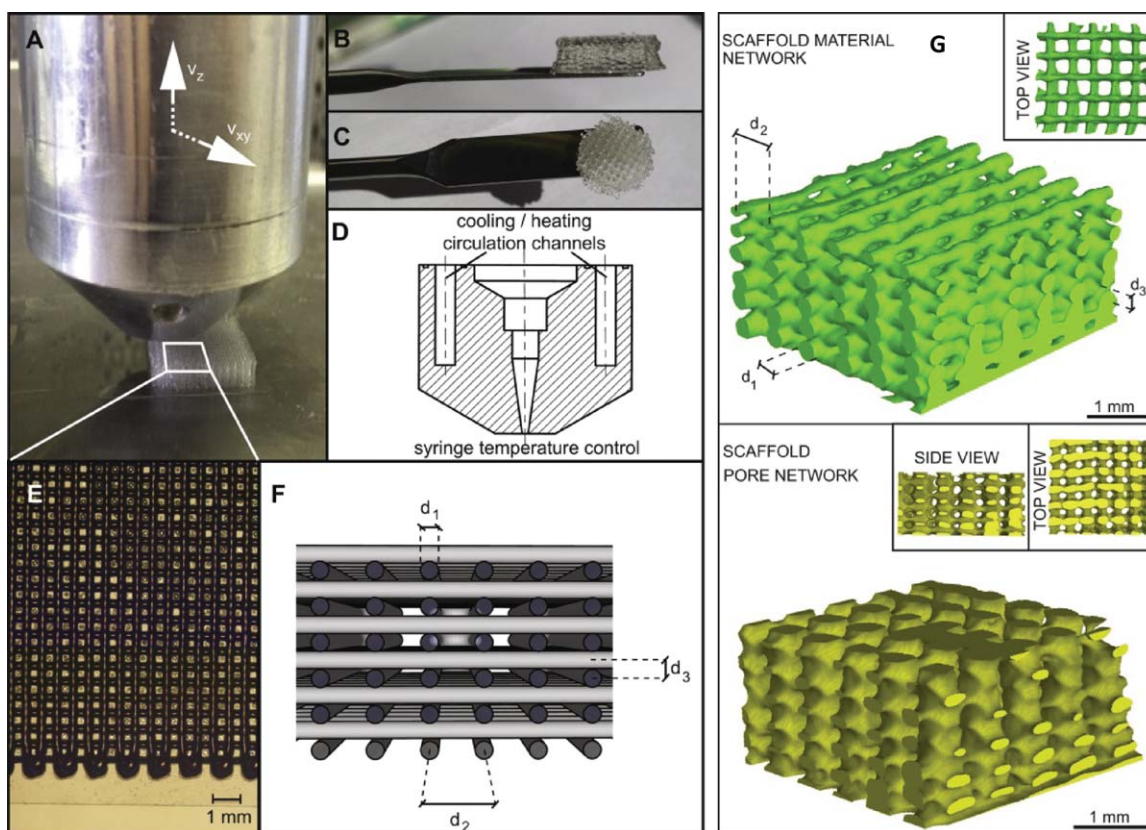 A
v_z
v_xy
B
C
D
cooling / heating
circulation channels
syringe temperature control
E
1 mm
F
d_1
d_3
d_2
G
SCAFFOLD MATERIAL
NETWORK
TOP VIEW
d_2
d_3
d_1
1 mm
SCAFFOLD
PORE NETWORK
SIDE VIEW
TOP VIEW
1 mm